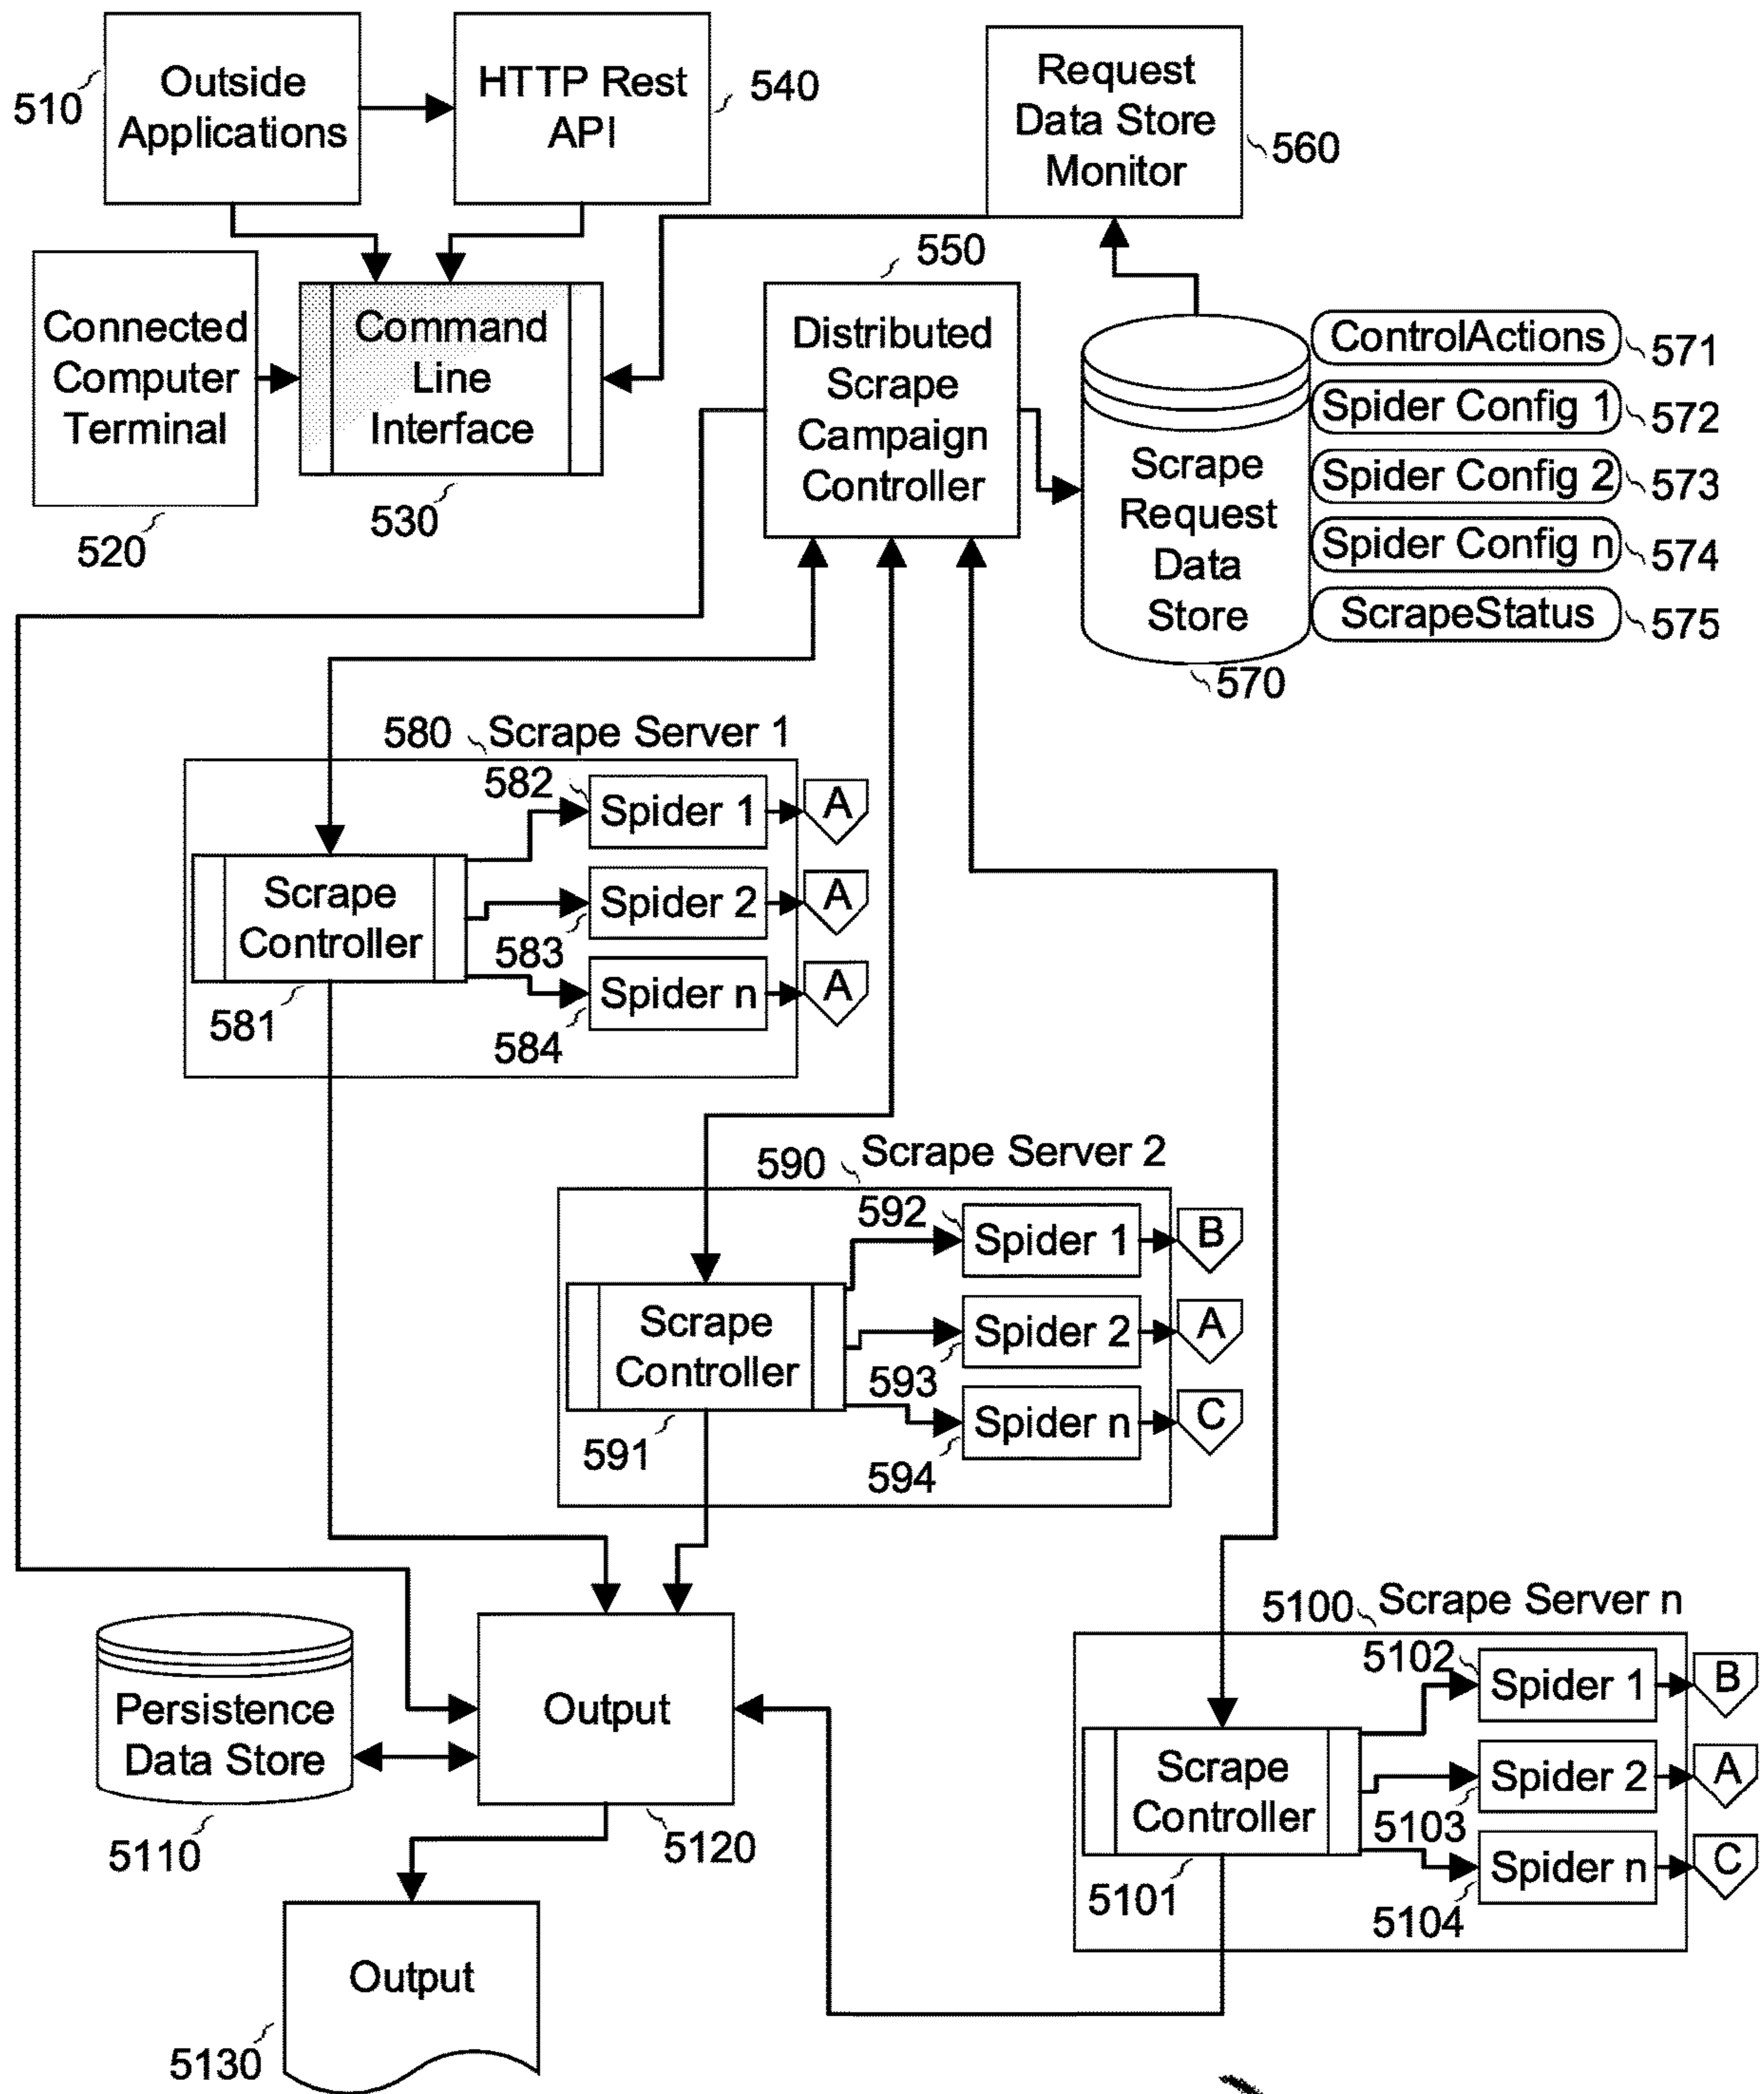 510
Outside
Applications
HTTP Rest
API
540
Request
Data Store
Monitor
560
Connected
Computer
Terminal
520
Command
Line
Interface
530
550
Distributed
Scrape
Campaign
Controller
Scrape
Request
Data
Store
570
ControlActions
571
Spider Config 1
572
Spider Config 2
573
Spider Config n
574
ScrapeStatus
575
580
Scrape Server 1
582
Spider 1
A
Scrape
Controller
581
Spider 2
A
583
Spider n
A
584
590
Scrape Server 2
592
Spider 1
B
Scrape
Controller
591
Spider 2
A
593
Spider n
C
594
5100
Scrape Server n
5102
Spider 1
B
Scrape
Controller
5101
Spider 2
A
5103
Spider n
C
5104
Persistence
Data Store
5110
Output
5120
Output
5130